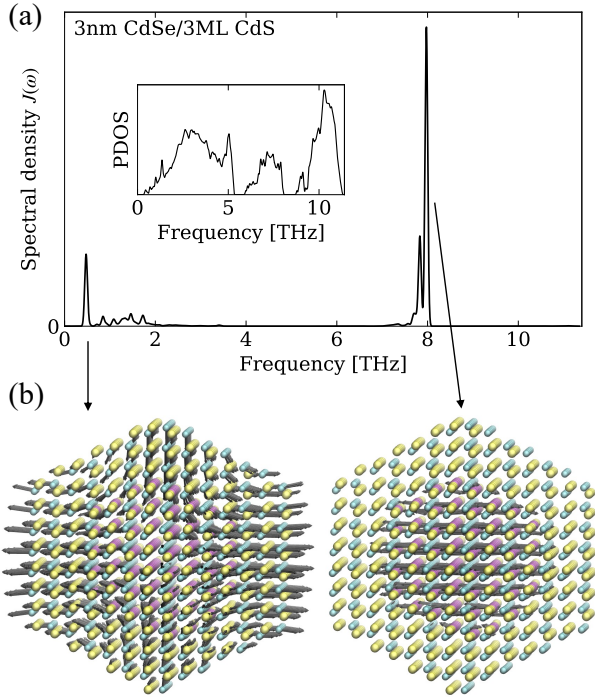 (a)
3nm CdSe/3ML CdS
Spectral density J(ω)
PDOS
0 5 10
Frequency [THz]
0
0 2 4 6 8 10
Frequency [THz]
(b)